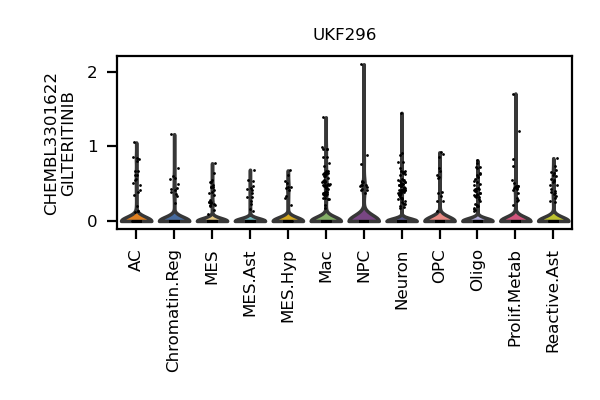 UKF296
CHEMBL3301622
GILTERITINIB
2
1
0
AC
Chromatin.Reg
MES
MES.Ast
MES.Hyp
Mac
NPC
Neuron
OPC
Oligo
Prolif.Metab
Reactive.Ast